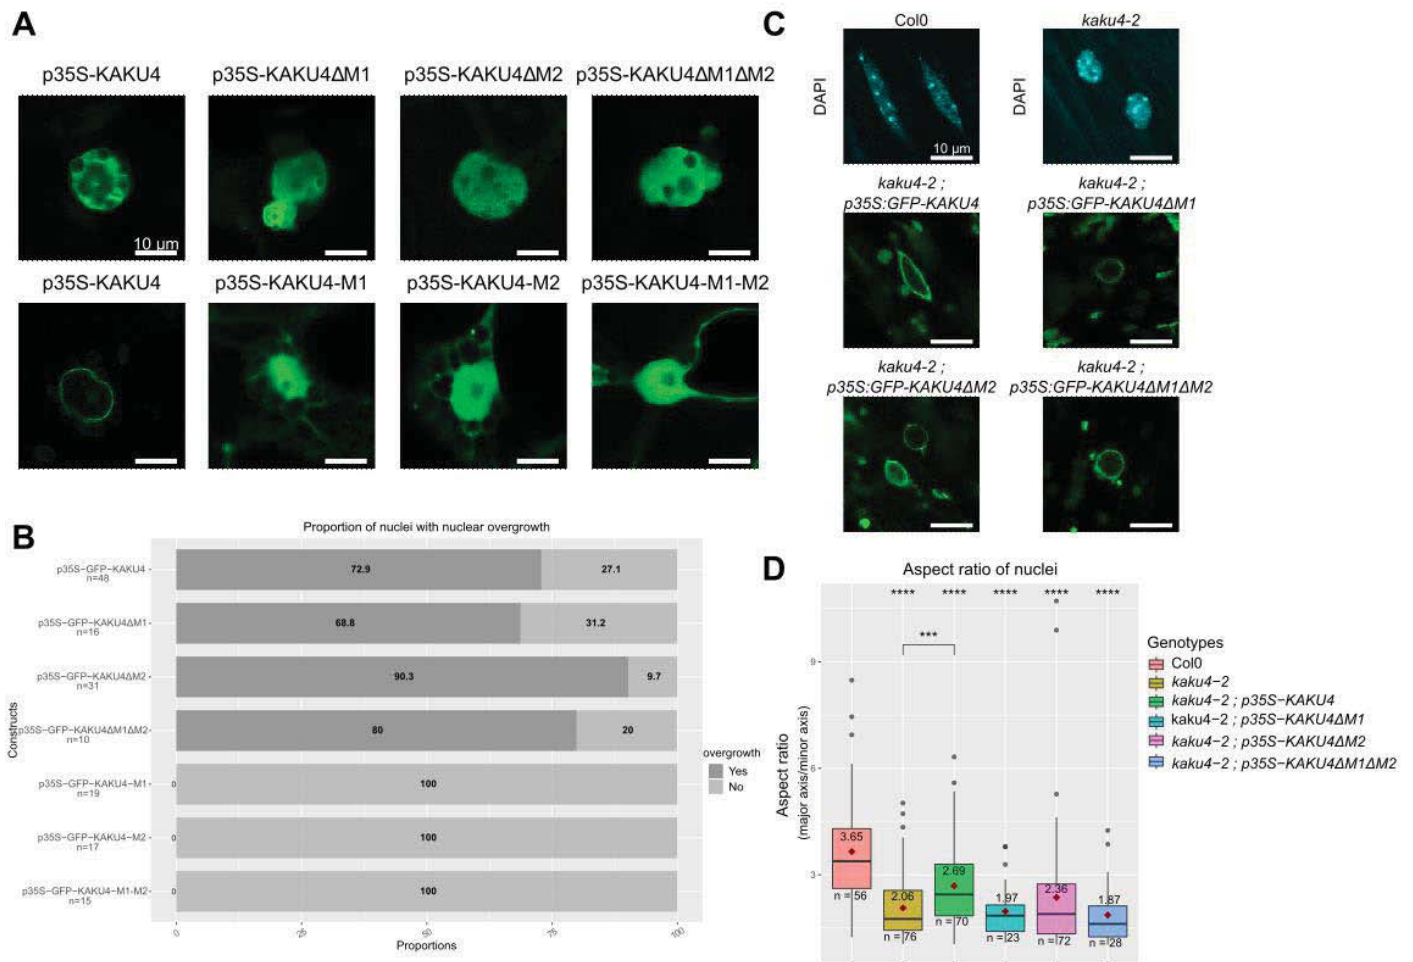 A
p35S-KAKU4
p35S-KAKU4ΔM1
p35S-KAKU4ΔM2
p35S-KAKU4ΔM1ΔM2
10 µm
p35S-KAKU4
p35S-KAKU4-M1
p35S-KAKU4-M2
p35S-KAKU4-M1-M2
B
Proportion of nuclei with nuclear overgrowth
Constructs
p35S-GFP-KAKU4
n=48
72.9
27.1
p35S-GFP-KAKU4ΔM1
n=16
68.8
31.2
p35S-GFP-KAKU4ΔM2
n=31
90.3
9.7
p35S-GFP-KAKU4ΔM1ΔM2
n=10
80
20
p35S-GFP-KAKU4-M1
n=19
0
100
p35S-GFP-KAKU4-M2
n=17
0
100
p35S-GFP-KAKU4-M1-M2
n=15
0
100
0
25
50
75
100
Proportions
overgrowth
Yes
No
C
Col0
kaku4-2
DAPI
DAPI
10 µm
kaku4-2 ;
p35S:GFP-KAKU4
kaku4-2 ;
p35S:GFP-KAKU4ΔM1
kaku4-2 ;
p35S:GFP-KAKU4ΔM2
kaku4-2 ;
p35S:GFP-KAKU4ΔM1ΔM2
D
Aspect ratio of nuclei
**** **** **** **** ****
***
Aspect ratio
(major axis/minor axis)
9
6
3
3.65
n = 56
2.06
n = 76
2.69
n = 70
1.97
n = 23
2.36
n = 72
1.87
n = 28
Genotypes
Col0
kaku4-2
kaku4-2 ; p35S-KAKU4
kaku4-2 ; p35S-KAKU4ΔM1
kaku4-2 ; p35S-KAKU4ΔM2
kaku4-2 ; p35S-KAKU4ΔM1ΔM2